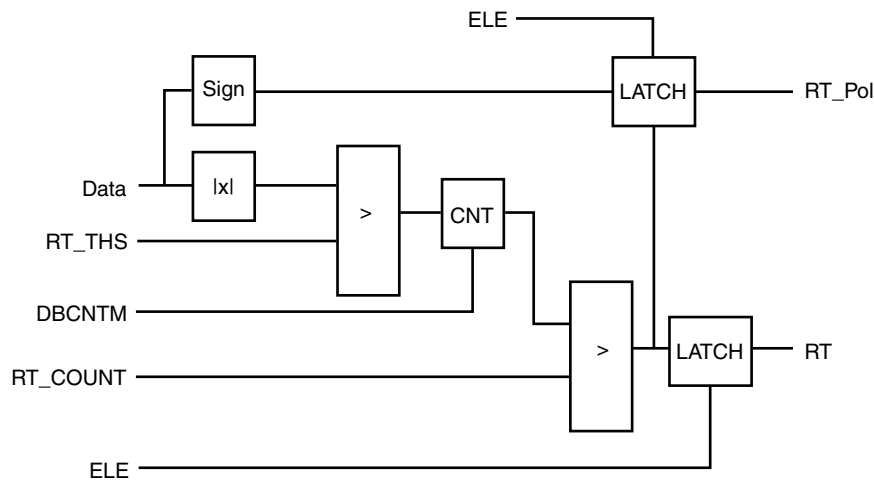 ELE
Sign
LATCH
RT_Pol
Data
|x|
>
CNT
RT_THS
DBCNTM
>
LATCH
RT
RT_COUNT
ELE